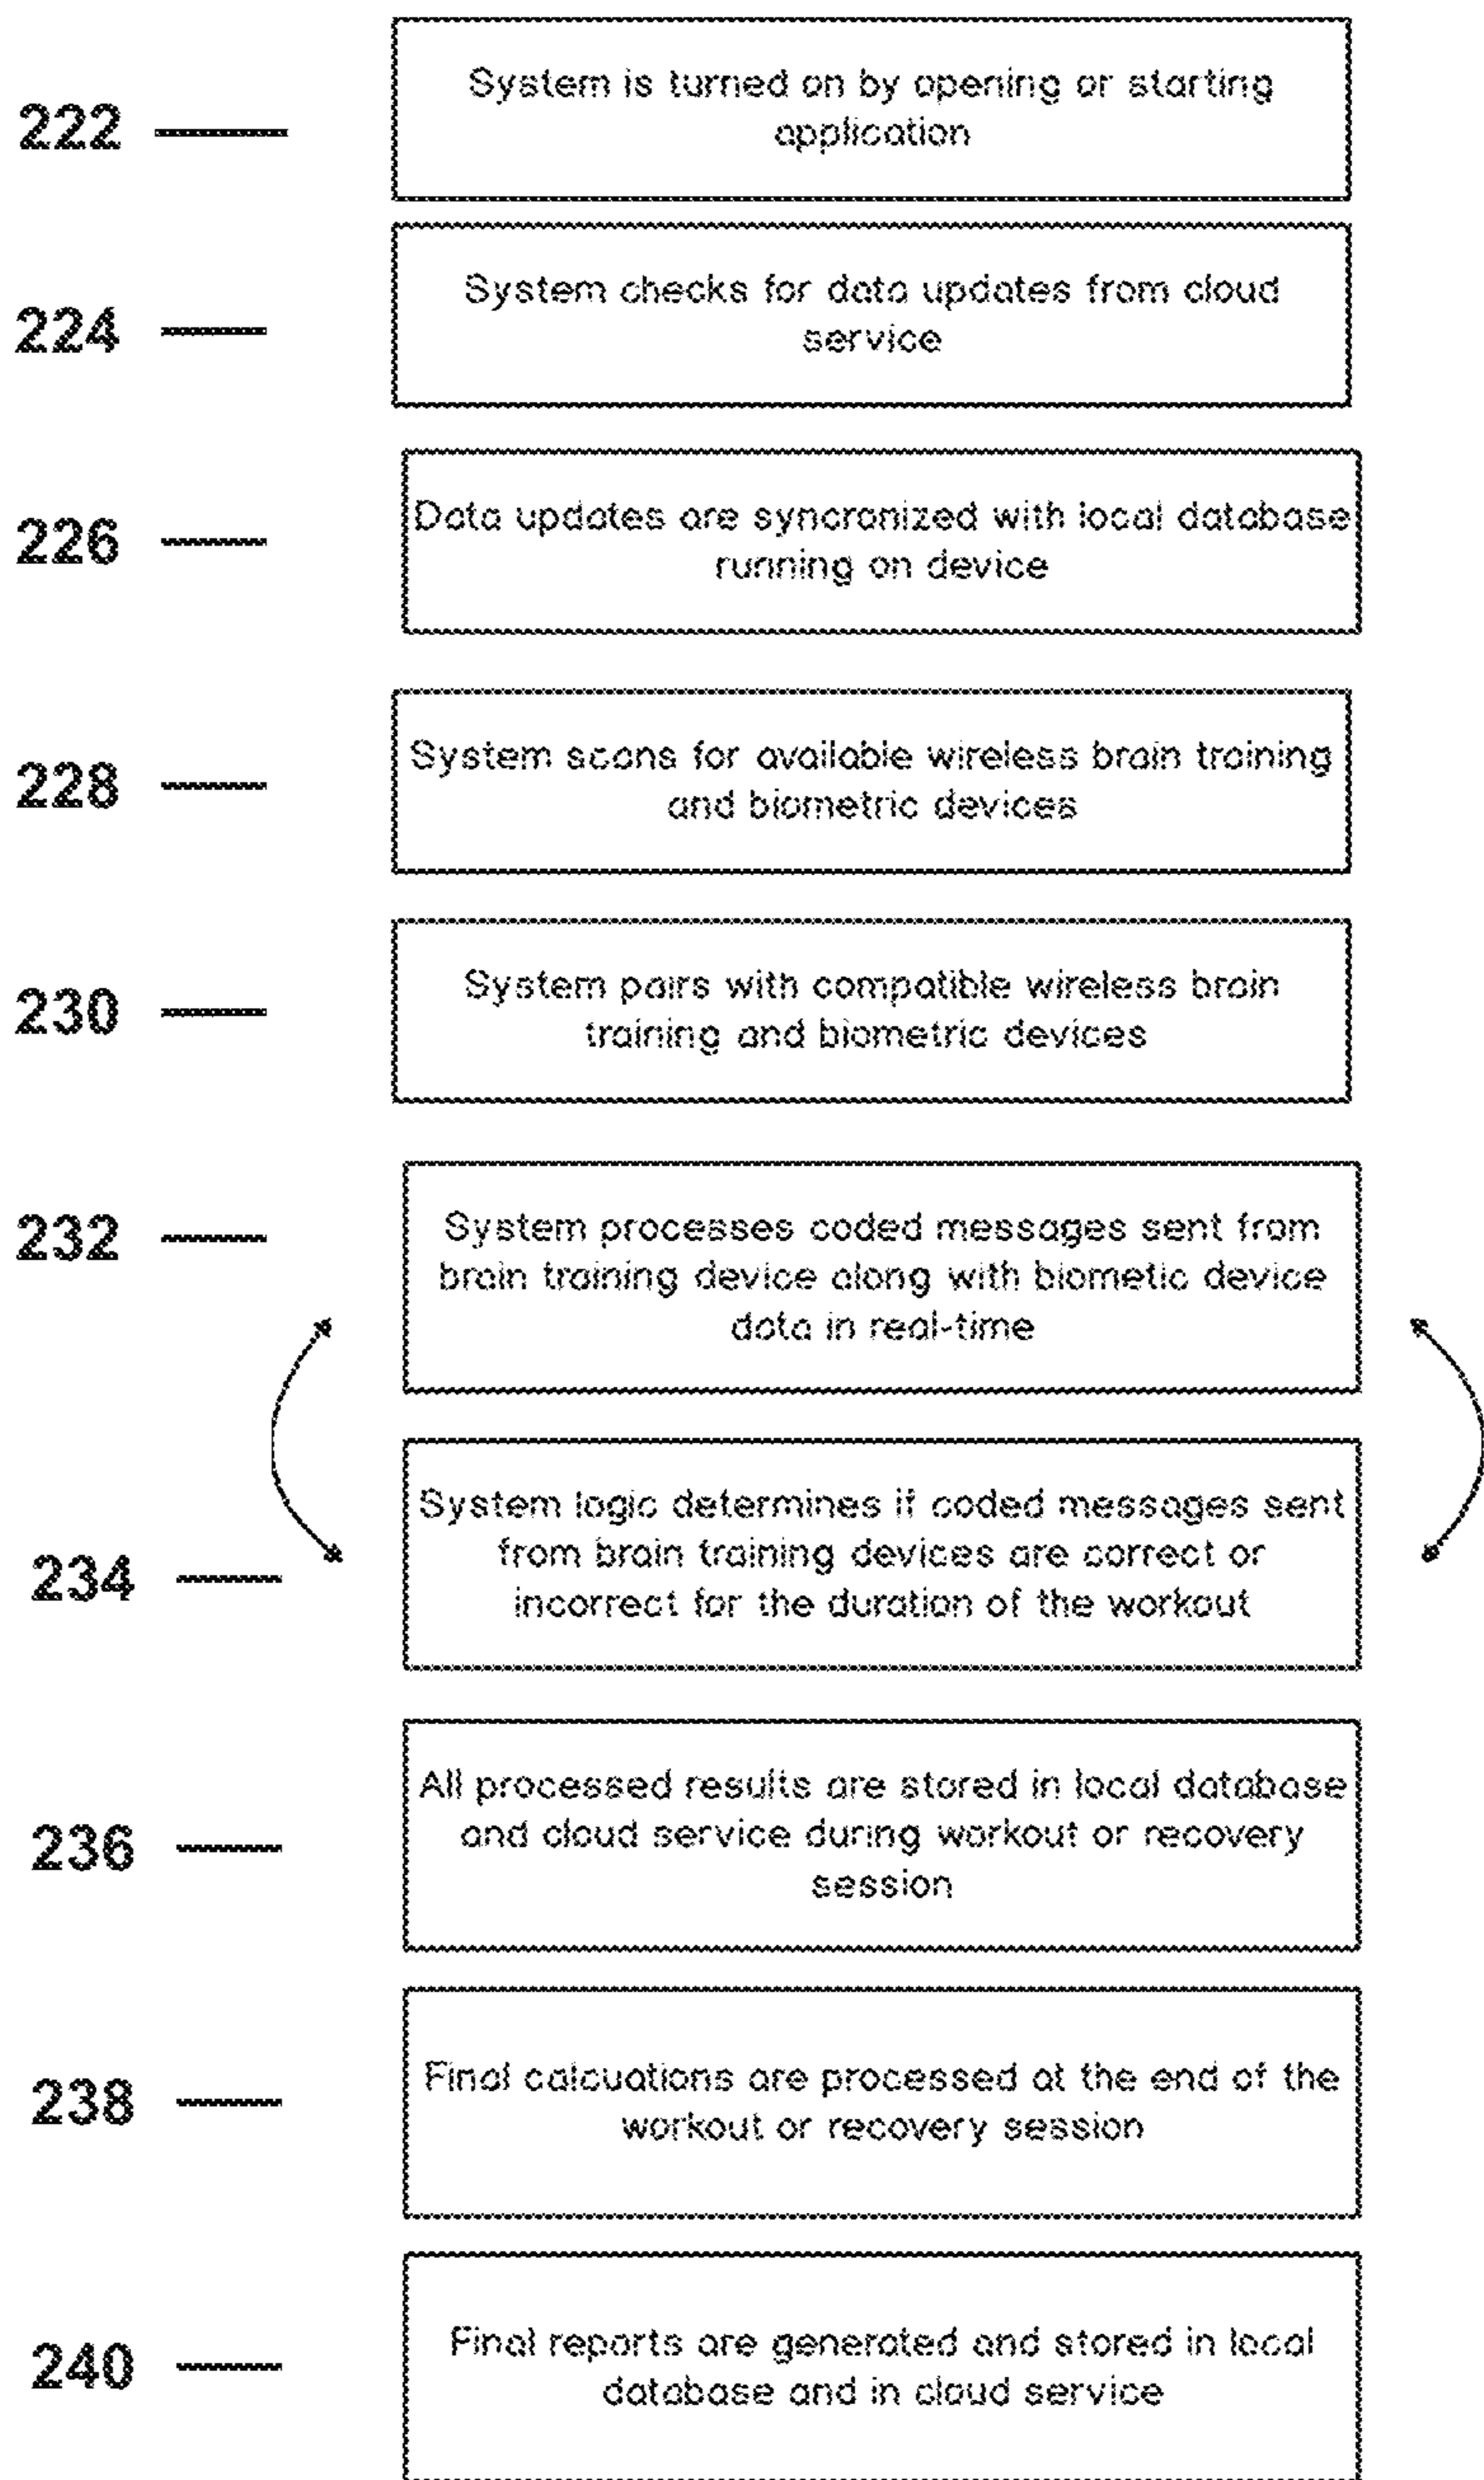 222
System is turned on by opening or starting
application
224
System checks for data updates from cloud
service
226
Data updates are syncronized with local database
running on device
228
System scans for available wireless brain training
and biometric devices
230
System pairs with compatible wireless brain
training and biometric devices
232
System processes coded messages sent from
brain training device along with biometic device
data in real-time
234
System logic determines if coded messages sent
from brain training devices are correct or
incorrect for the duration of the workout
236
All processed results are stored in local database
and cloud service during workout or recovery
session
238
Final calcuations are processed at the end of the
workout or recovery session
240
Final reports are generated and stored in local
database and in cloud service